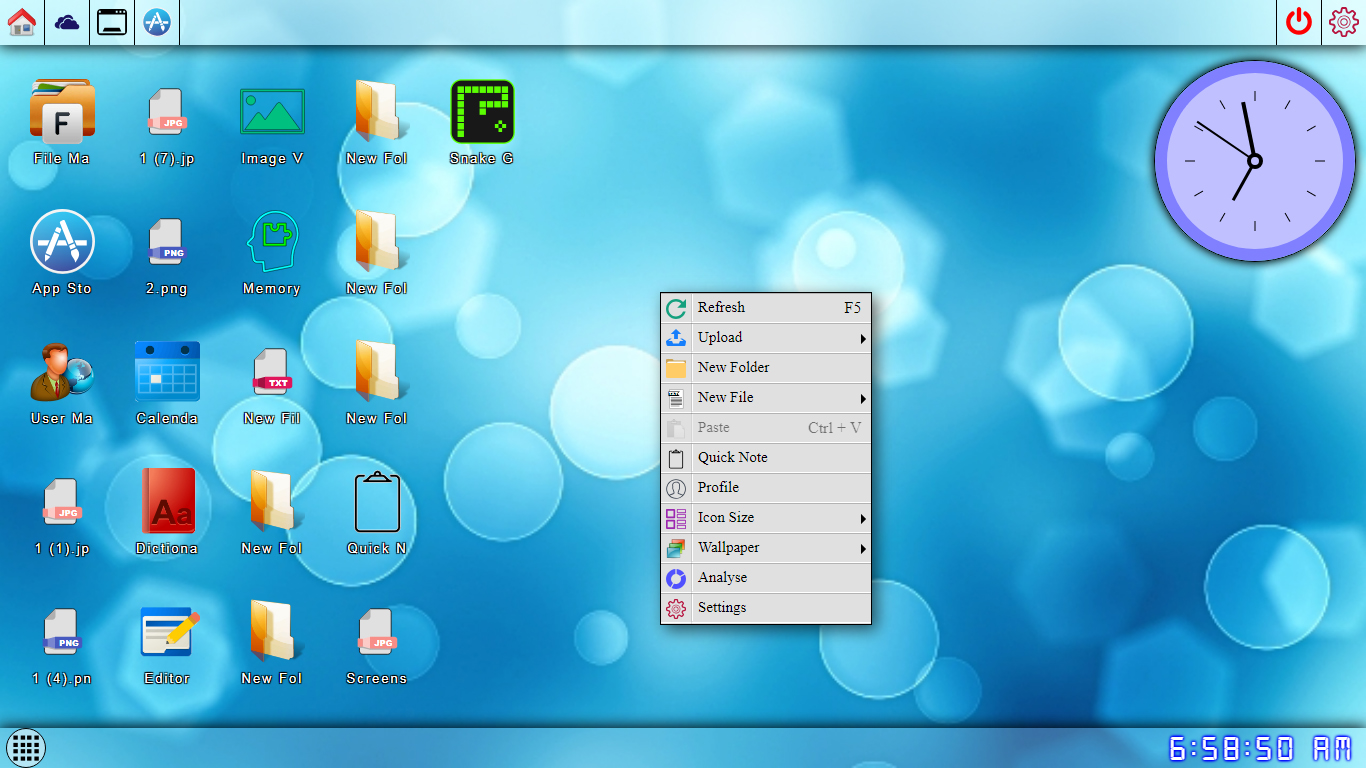 File Ma
1 (7).jp
Image V
New Fol
Snake G
App Sto
2.png
Memory
New Fol
User Ma
Calenda
New Fil
New Fol
1 (1).jp
Dictiona
New Fol
Quick N
1 (4).pn
Editor
New Fol
Screens
F
JPG
PNG
TXT
JPG
Aa
PNG
JPG
Refresh F5
Upload
New Folder
New File
Paste Ctrl + V
Quick Note
Profile
Icon Size
Wallpaper
Analyse
Settings
6:58:50 AM